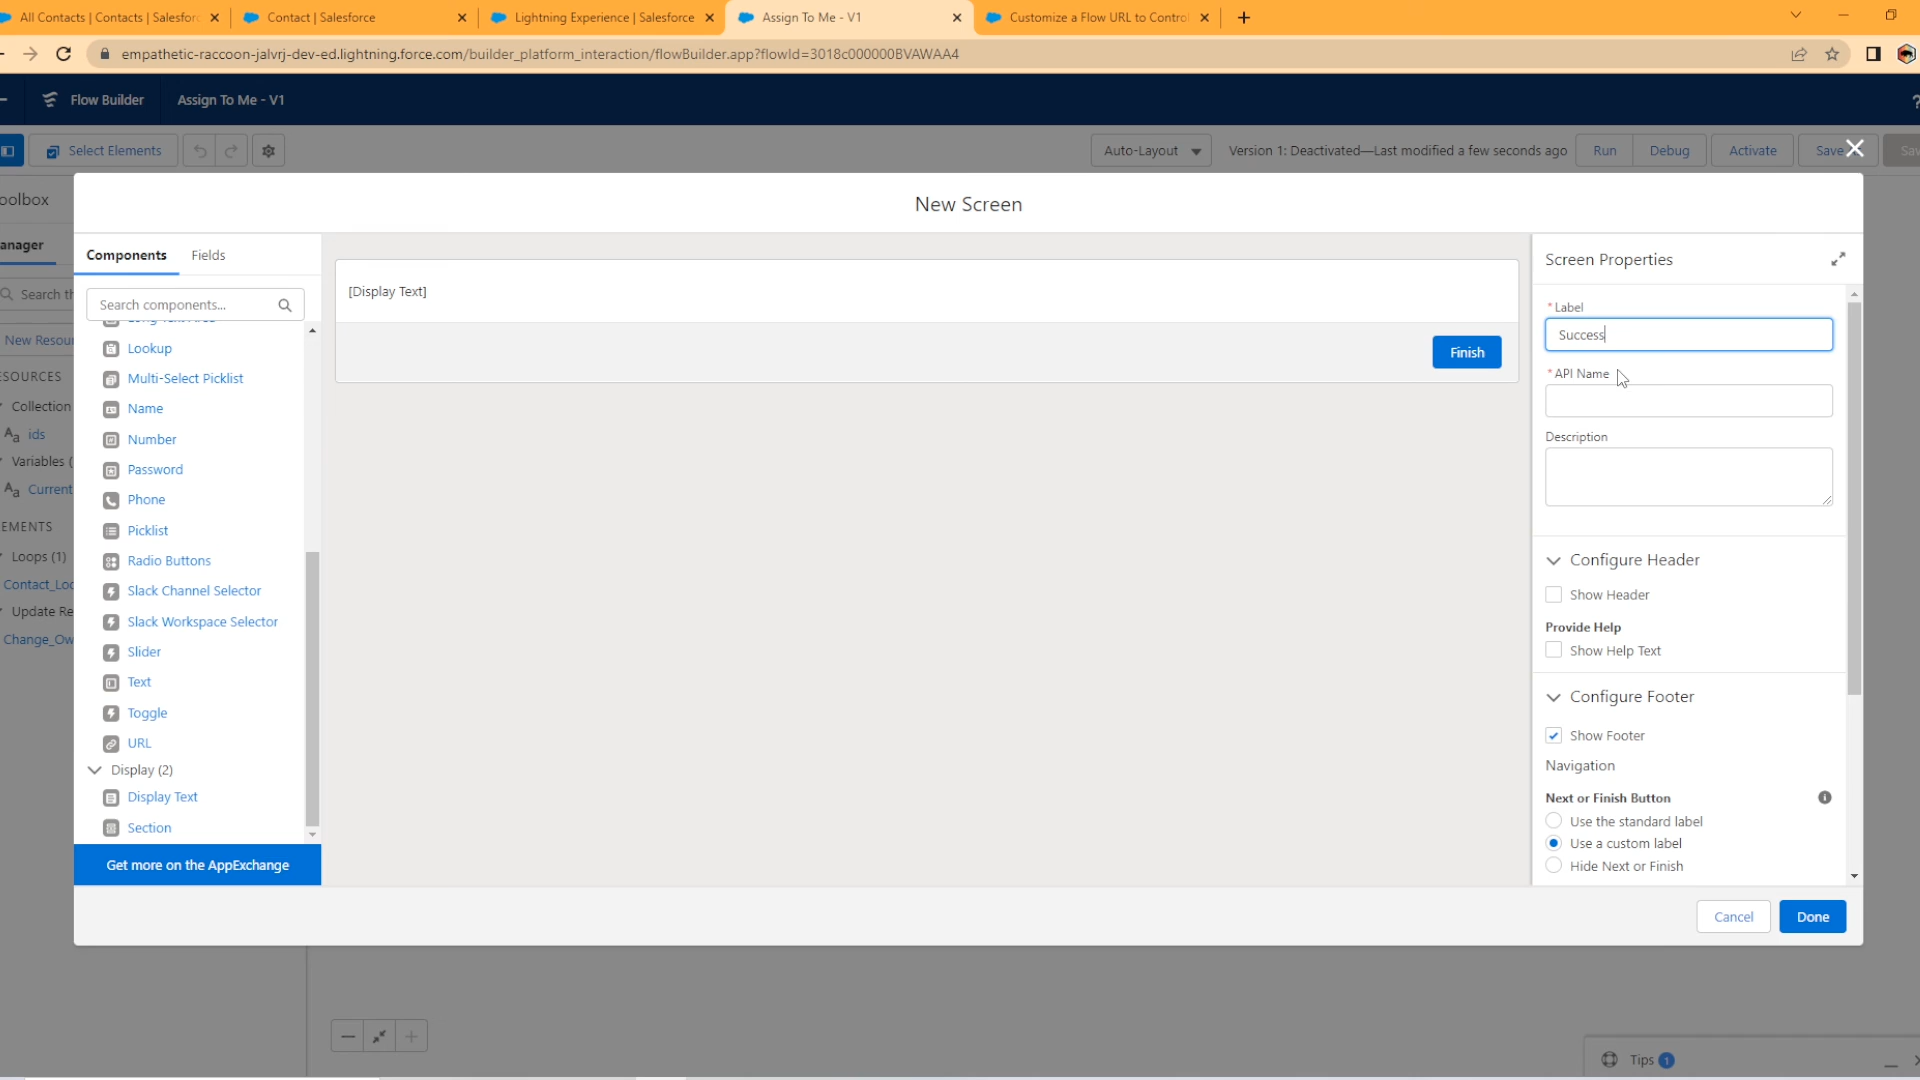 All Contacts | Contacts | Salesforc
Contact | Salesforce
Lightning Experience | Salesforce
Assign To Me - V1
Customize a Flow URL to Control
empathetic-raccoon-jalvrj-dev-ed.lightning.force.com/builder_platform_interaction/flowBuilder.app?flowId=3018c000000BVAWAA4
Flow Builder
Assign To Me - V1
?
Select Elements
Auto-Layout
Version 1: Deactivated—Last modified a few seconds ago
Run
Debug
Activate
Save
Sav
oolbox
anager
Search th
New Resou
ESOURCES
Collection
Aa ids
Variables (
Aa Current
EMENTS
Loops (1)
Contact_Loo
Update Re
Change_Ow
New Screen
Components
Fields
Search components...
Lookup
Multi-Select Picklist
Name
Number
Password
Phone
Picklist
Radio Buttons
Slack Channel Selector
Slack Workspace Selector
Slider
Text
Toggle
URL
Display (2)
Display Text
Section
Get more on the AppExchange
[Display Text]
Finish
Screen Properties
* Label
Success
* API Name
Description
Configure Header
Show Header
Provide Help
Show Help Text
Configure Footer
Show Footer
Navigation
Next or Finish Button
Use the standard label
Use a custom label
Hide Next or Finish
Cancel
Done
Tips 1